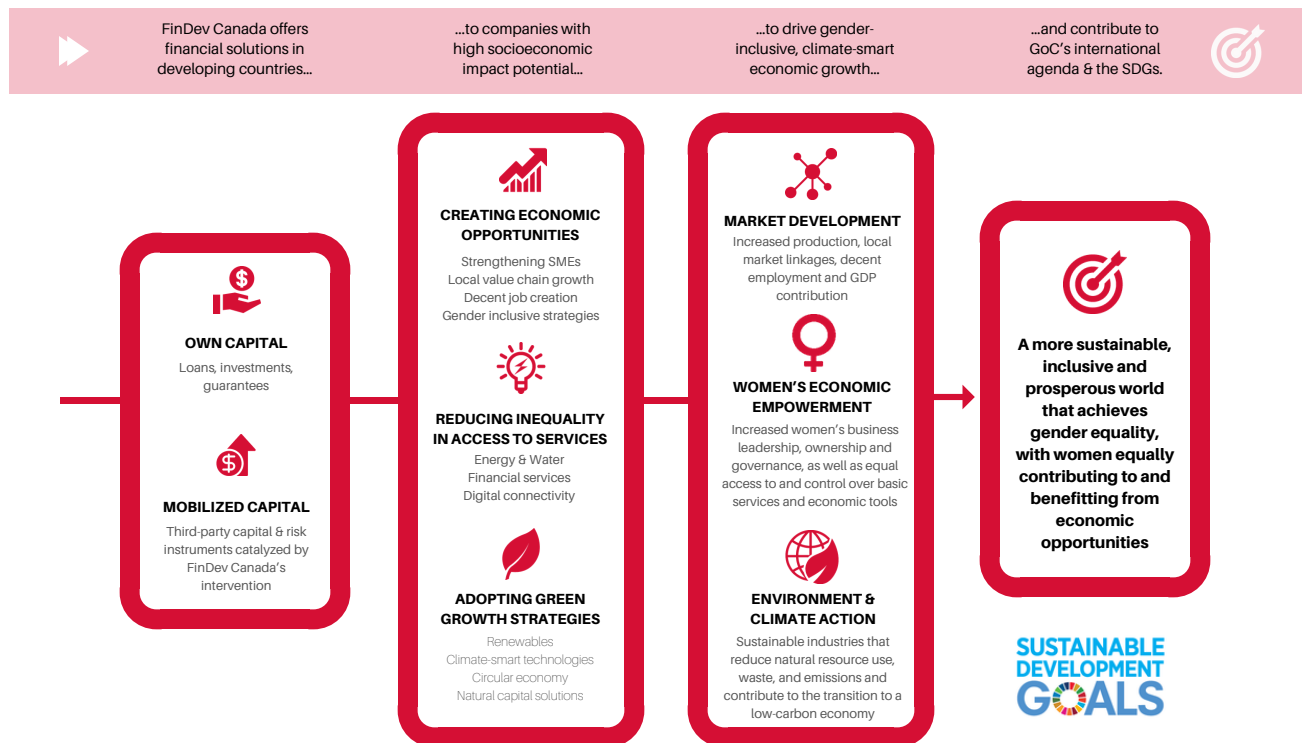 FinDev Canada offers
financial solutions in
developing countries...
...to companies with
high socioeconomic
impact potential...
...to drive gender-
inclusive, climate-smart
economic growth...
...and contribute to
GoC's international
agenda & the SDGs.
OWN CAPITAL
Loans, investments,
guarantees
MOBILIZED CAPITAL
Third-party capital & risk
instruments catalyzed by
FinDev Canada's
intervention
CREATING ECONOMIC
OPPORTUNITIES
Strengthening SMEs
Local value chain growth
Decent job creation
Gender inclusive strategies
REDUCING INEQUALITY
IN ACCESS TO SERVICES
Energy & Water
Financial services
Digital connectivity
ADOPTING GREEN
GROWTH STRATEGIES
Renewables
Climate-smart technologies
Circular economy
Natural capital solutions
MARKET DEVELOPMENT
Increased production, local
market linkages, decent
employment and GDP
contribution
WOMEN'S ECONOMIC
EMPOWERMENT
Increased women's business
leadership, ownership and
governance, as well as equal
access to and control over basic
services and economic tools
ENVIRONMENT &
CLIMATE ACTION
Sustainable industries that
reduce natural resource use,
waste, and emissions and
contribute to the transition to a
low-carbon economy
A more sustainable,
inclusive and
prosperous world
that achieves
gender equality,
with women equally
contributing to and
benefitting from
economic
opportunities
SUSTAINABLE
DEVELOPMENT
GOALS